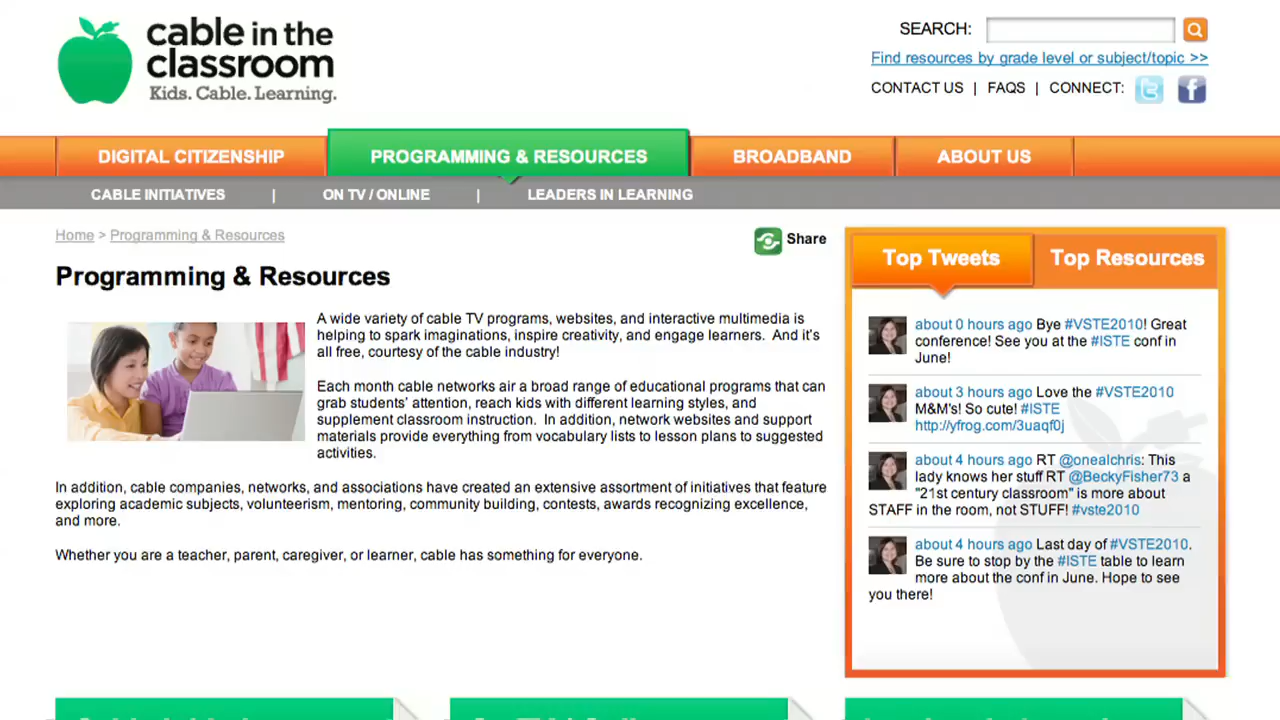 cable in the
classroom
Kids. Cable. Learning.
SEARCH:
Find resources by grade level or subject/topic >>
CONTACT US | FAQS | CONNECT:
DIGITAL CITIZENSHIP
PROGRAMMING & RESOURCES
BROADBAND
ABOUT US
CABLE INITIATIVES | ON TV / ONLINE | LEADERS IN LEARNING
Home > Programming & Resources
Share
Programming & Resources
A wide variety of cable TV programs, websites, and interactive multimedia is
helping to spark imaginations, inspire creativity, and engage learners. And it's
all free, courtesy of the cable industry!
Each month cable networks air a broad range of educational programs that can
grab students' attention, reach kids with different learning styles, and
supplement classroom instruction. In addition, network websites and support
materials provide everything from vocabulary lists to lesson plans to suggested
activities.
In addition, cable companies, networks, and associations have created an extensive assortment of initiatives that feature
exploring academic subjects, volunteerism, mentoring, community building, contests, awards recognizing excellence,
and more.
Whether you are a teacher, parent, caregiver, or learner, cable has something for everyone.
Top Tweets
Top Resources
about 0 hours ago Bye #VSTE2010! Great
conference! See you at the #ISTE conf in
June!
about 3 hours ago Love the #VSTE2010
M&M's! So cute! #ISTE
http://yfrog.com/3uaqf0j
about 4 hours ago RT @onealchris: This
lady knows her stuff RT @BeckyFisher73 a
"21st century classroom" is more about
STAFF in the room, not STUFF! #vste2010
about 4 hours ago Last day of #VSTE2010.
Be sure to stop by the #ISTE table to learn
more about the conf in June. Hope to see
you there!